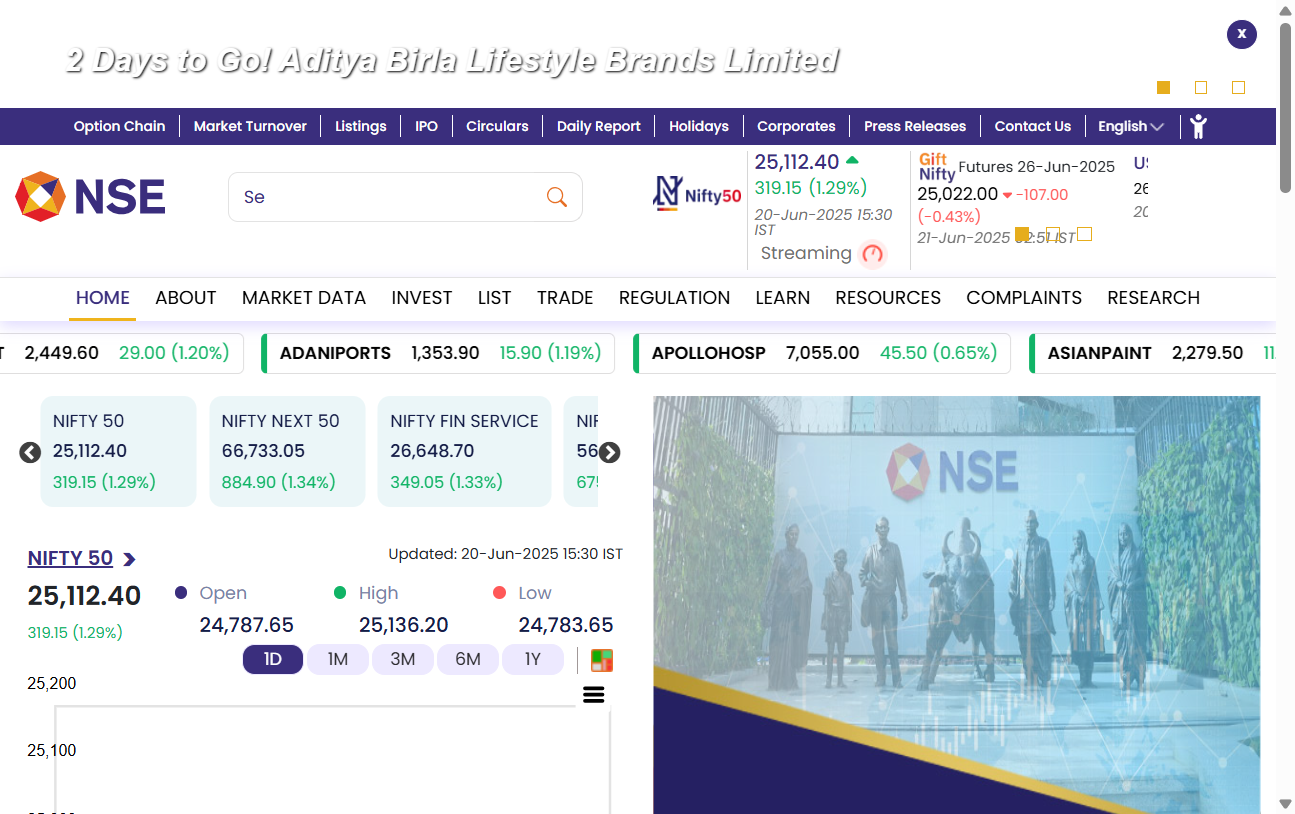 2 Days to Go! Aditya Birla Lifestyle Brands Limited
X
Option Chain
Market Turnover
Listings
IPO
Circulars
Daily Report
Holidays
Corporates
Press Releases
Contact Us
English
NSE
Se
Nifty50
25,112.40
319.15 (1.29%)
20-Jun-2025 15:30
IST
Streaming
Gift
Nifty
Futures 26-Jun-2025
25,022.00 -107.00
(-0.43%)
21-Jun-2025 02:51 IST
26
20
HOME
ABOUT
MARKET DATA
INVEST
LIST
TRADE
REGULATION
LEARN
RESOURCES
COMPLAINTS
RESEARCH
2,449.60 29.00 (1.20%)
ADANIPORTS 1,353.90 15.90 (1.19%)
APOLLOHOSP 7,055.00 45.50 (0.65%)
ASIANPAINT 2,279.50 11
NIFTY 50
25,112.40
319.15 (1.29%)
NIFTY NEXT 50
66,733.05
884.90 (1.34%)
NIFTY FIN SERVICE
26,648.70
349.05 (1.33%)
56
675
NSE
NIFTY 50
Updated: 20-Jun-2025 15:30 IST
25,112.40
319.15 (1.29%)
Open
24,787.65
High
25,136.20
Low
24,783.65
1D
1M
3M
6M
1Y
25,200
25,100